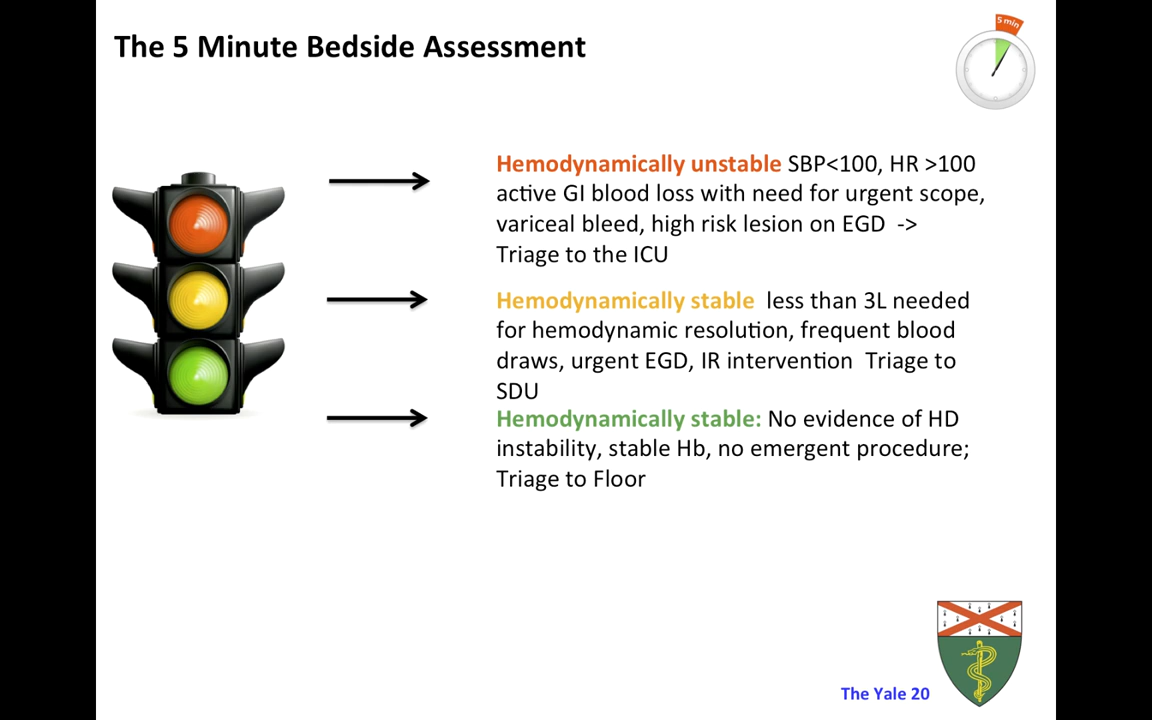 The 5 Minute Bedside Assessment
5 min
Hemodynamically unstable SBP<100, HR >100
active GI blood loss with need for urgent scope,
variceal bleed, high risk lesion on EGD ->
Triage to the ICU
Hemodynamically stable less than 3L needed
for hemodynamic resolution, frequent blood
draws, urgent EGD, IR intervention Triage to
SDU
Hemodynamically stable: No evidence of HD
instability, stable Hb, no emergent procedure;
Triage to Floor
The Yale 20